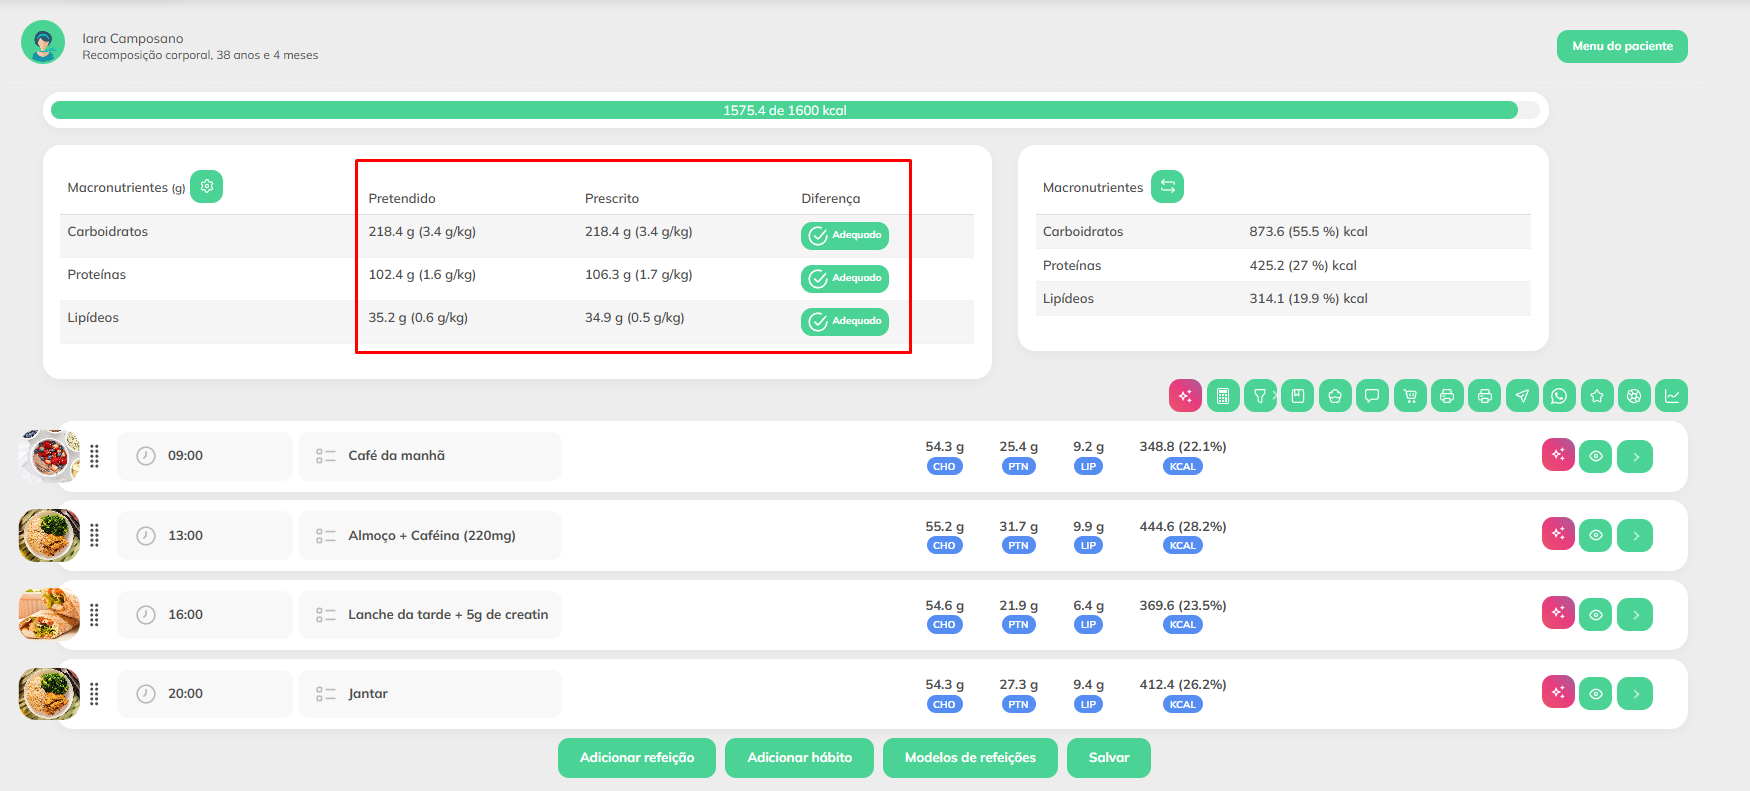 Iara Camposano
Recomposição corporal, 38 anos e 4 meses
Menu do paciente
1575.4 de 1600 kcal
Macronutrientes (g)
Pretendido Prescrito Diferença
Carboidratos 218.4 g (3.4 g/kg) 218.4 g (3.4 g/kg) Adequado
Proteínas 102.4 g (1.6 g/kg) 106.3 g (1.7 g/kg) Adequado
Lipídeos 35.2 g (0.6 g/kg) 34.9 g (0.5 g/kg) Adequado
Macronutrientes
Carboidratos 873.6 (55.5 %) kcal
Proteínas 425.2 (27 %) kcal
Lipídeos 314.1 (19.9 %) kcal
09:00 Café da manhã 54.3 g 25.4 g 9.2 g 348.8 (22.1%)
CHO PTN LIP KCAL
13:00 Almoço + Caféina (220mg) 55.2 g 31.7 g 9.9 g 444.6 (28.2%)
CHO PTN LIP KCAL
16:00 Lanche da tarde + 5g de creatin 54.6 g 21.9 g 6.4 g 369.6 (23.5%)
CHO PTN LIP KCAL
20:00 Jantar 54.3 g 27.3 g 9.4 g 412.4 (26.2%)
CHO PTN LIP KCAL
Adicionar refeição Adicionar hábito Modelos de refeições Salvar